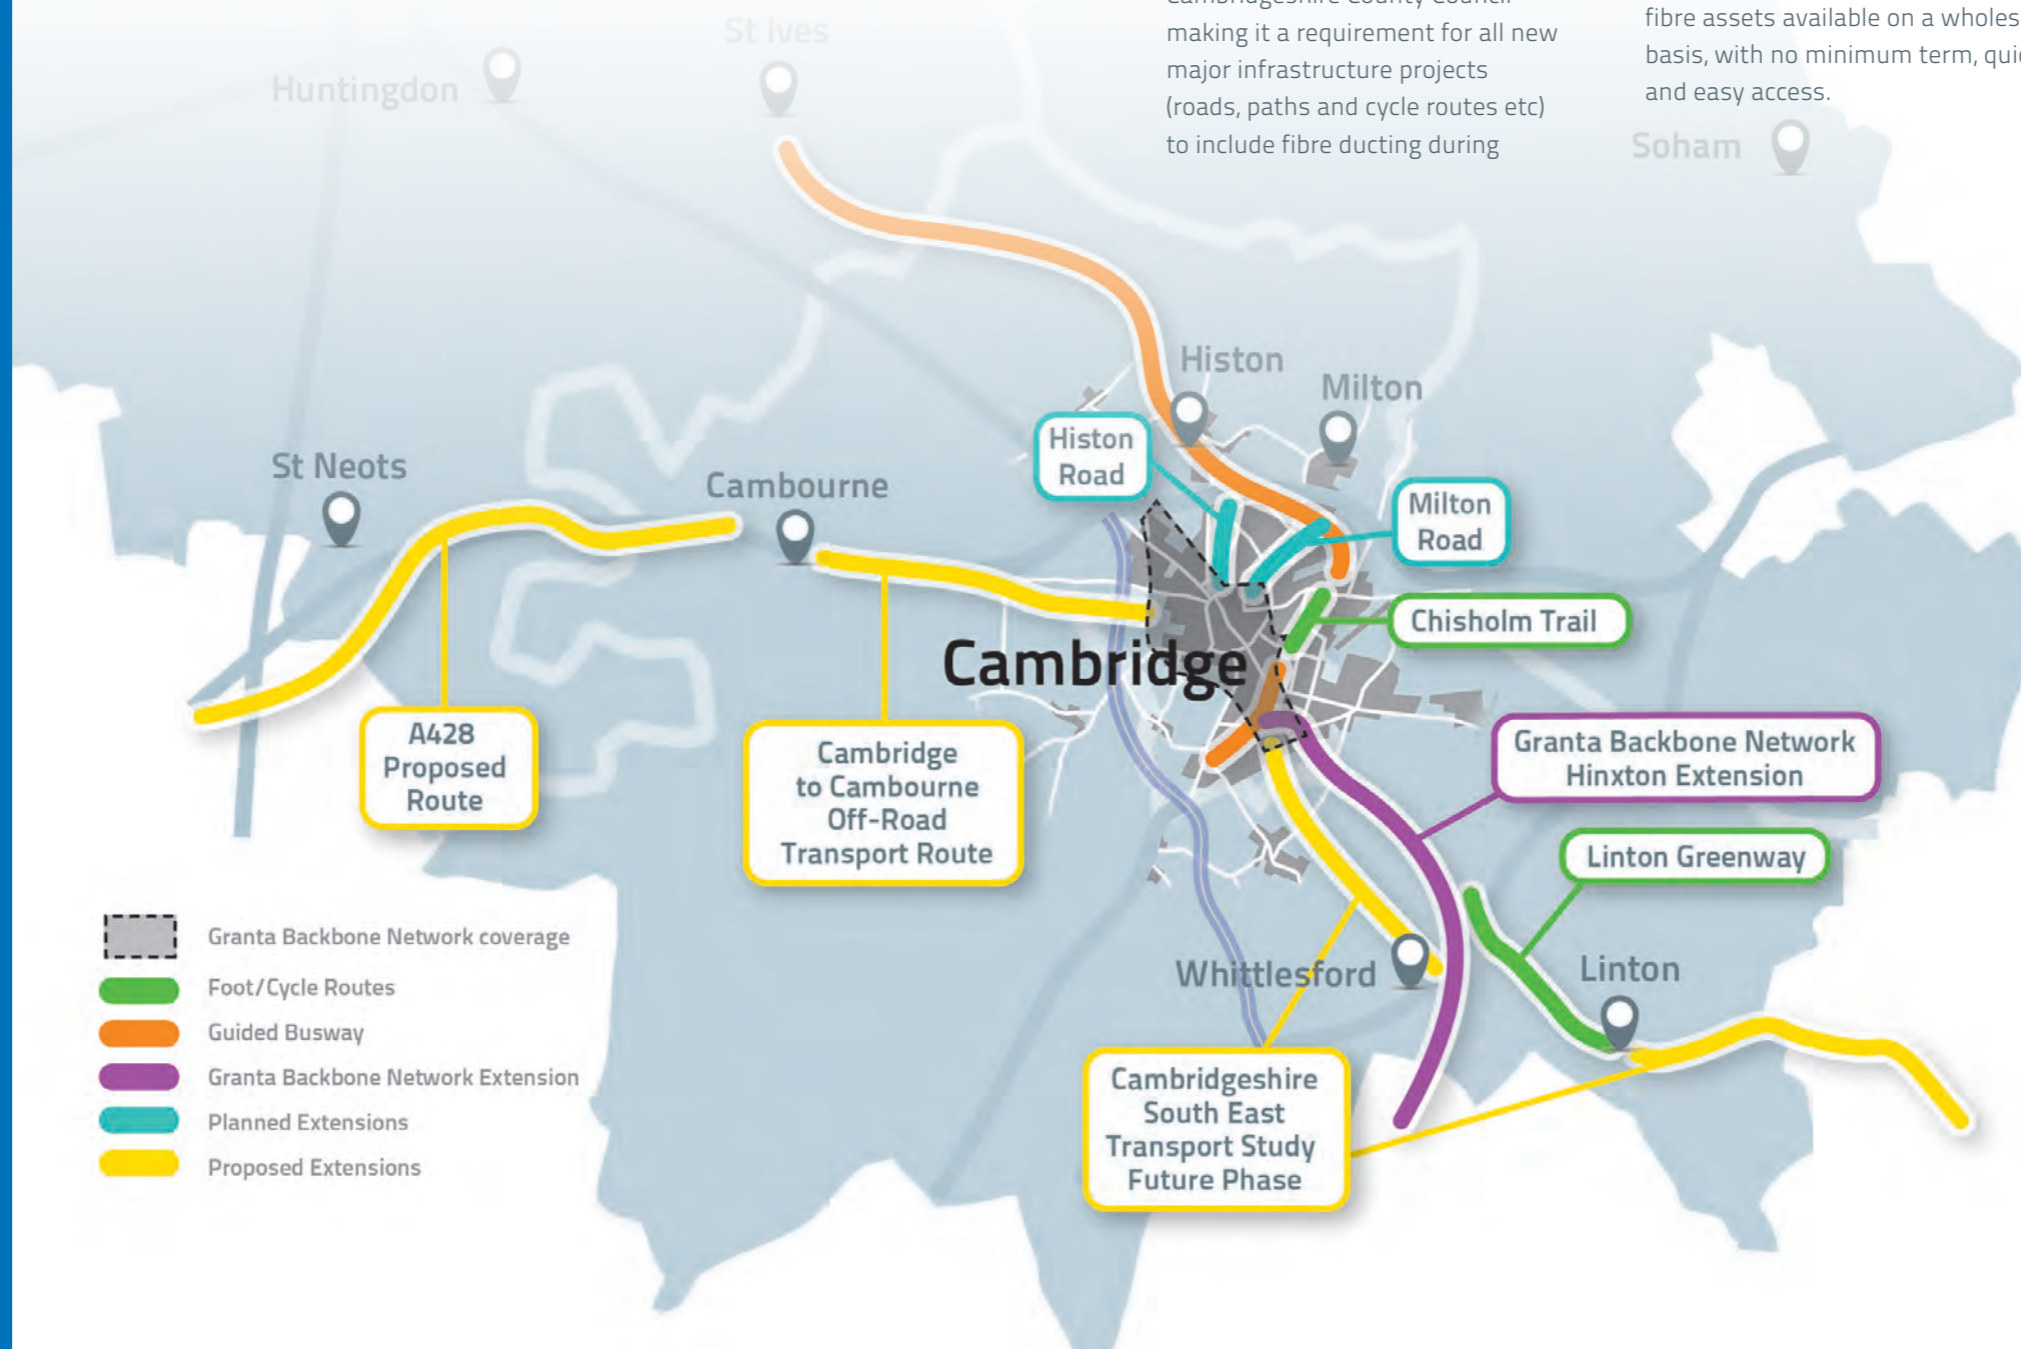 Cambridgeshire County Council
making it a requirement for all new
major infrastructure projects
(roads, paths and cycle routes etc)
to include fibre ducting during
fibre assets available on a
basis, with no minimum term,
and easy access.
St Ives
Huntingdon
Soham
Histon
Milton
Histon
Road
St Neots
Cambourne
Milton
Road
Chisholm Trail
Cambridge
A428
Proposed
Route
Cambridge
to Cambourne
Off-Road
Transport Route
Granta Backbone Network
Hinxton Extension
Linton Greenway
Whittlesford
Linton
Cambridgeshire
South East
Transport Study
Future Phase
Granta Backbone Network coverage
Foot/Cycle Routes
Guided Busway
Granta Backbone Network Extension
Planned Extensions
Proposed Extensions